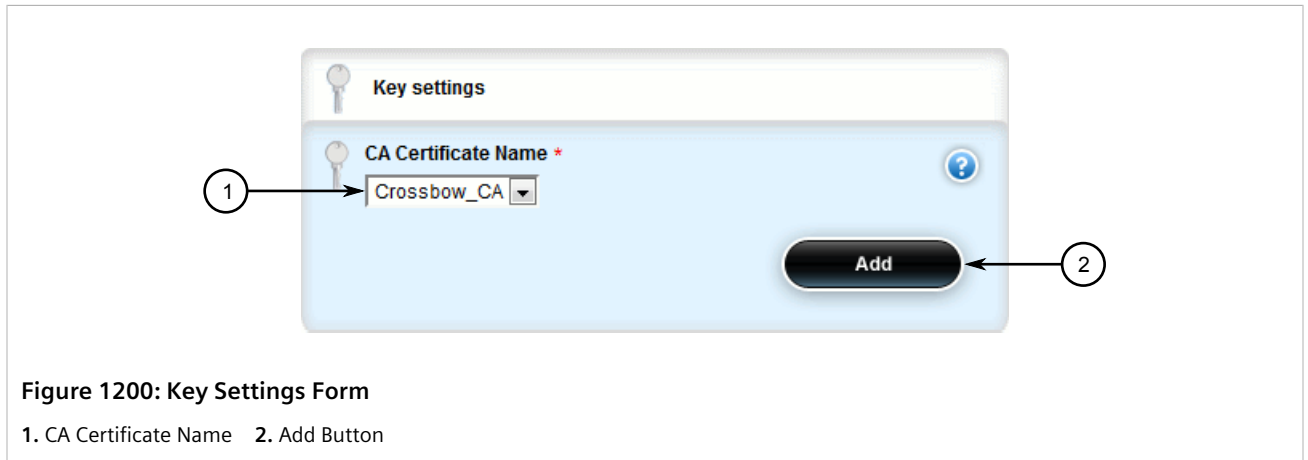 Key settings
CA Certificate Name *
1
Crossbow_CA
?
Add
2
Figure 1200: Key Settings Form
1. CA Certificate Name 2. Add Button